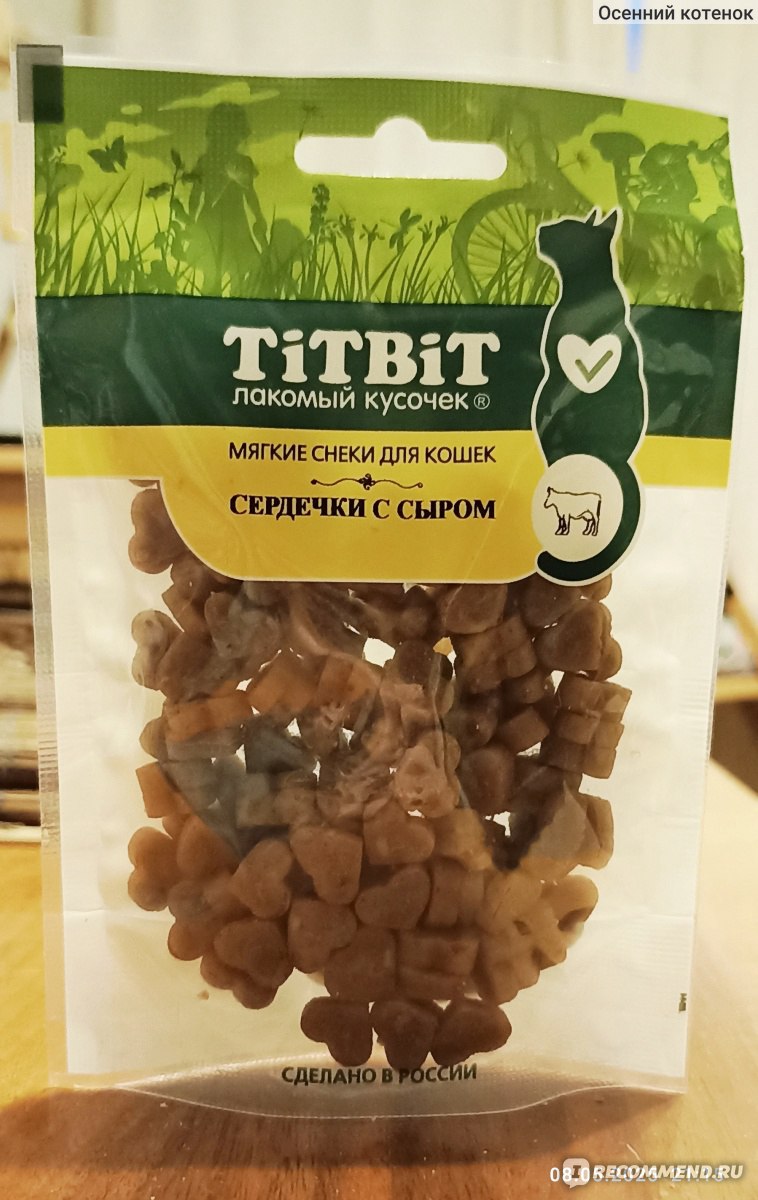 Осенний котенок
TiTBiT
лакомый кусочек®
МЯГКИЕ СНЕКИ ДЛЯ КОШЕК
СЕРДЕЧКИ С СЫРОМ
СДЕЛАНО В РОССИИ
RECOMMEND.RU